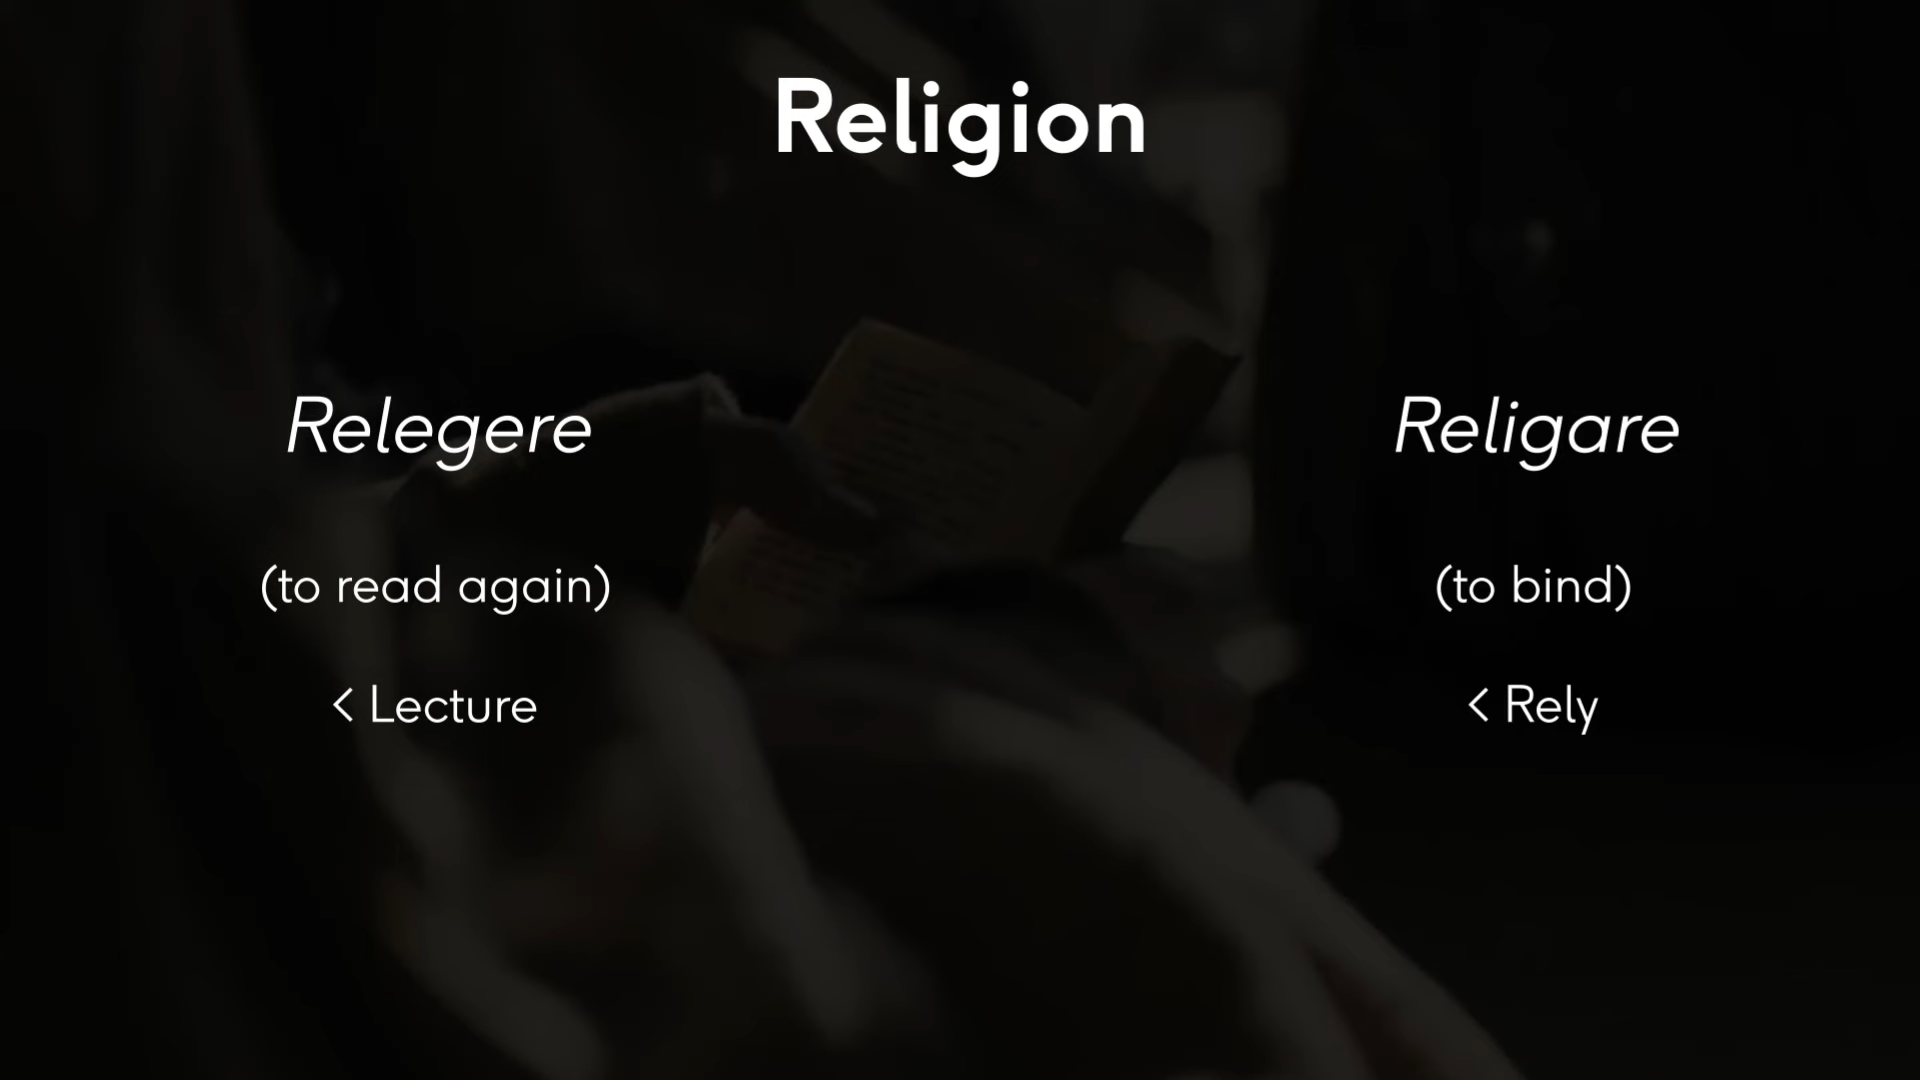 Religion
Relegere
Religare
(to read again)
(to bind)
< Lecture
< Rely